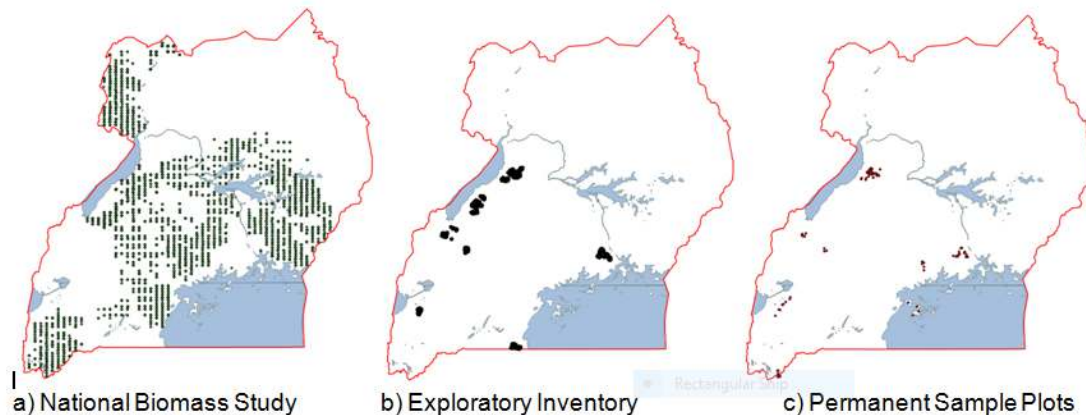 a) National Biomass Study
b) Exploratory Inventory
c) Permanent Sample Plots
Rectangular Snip